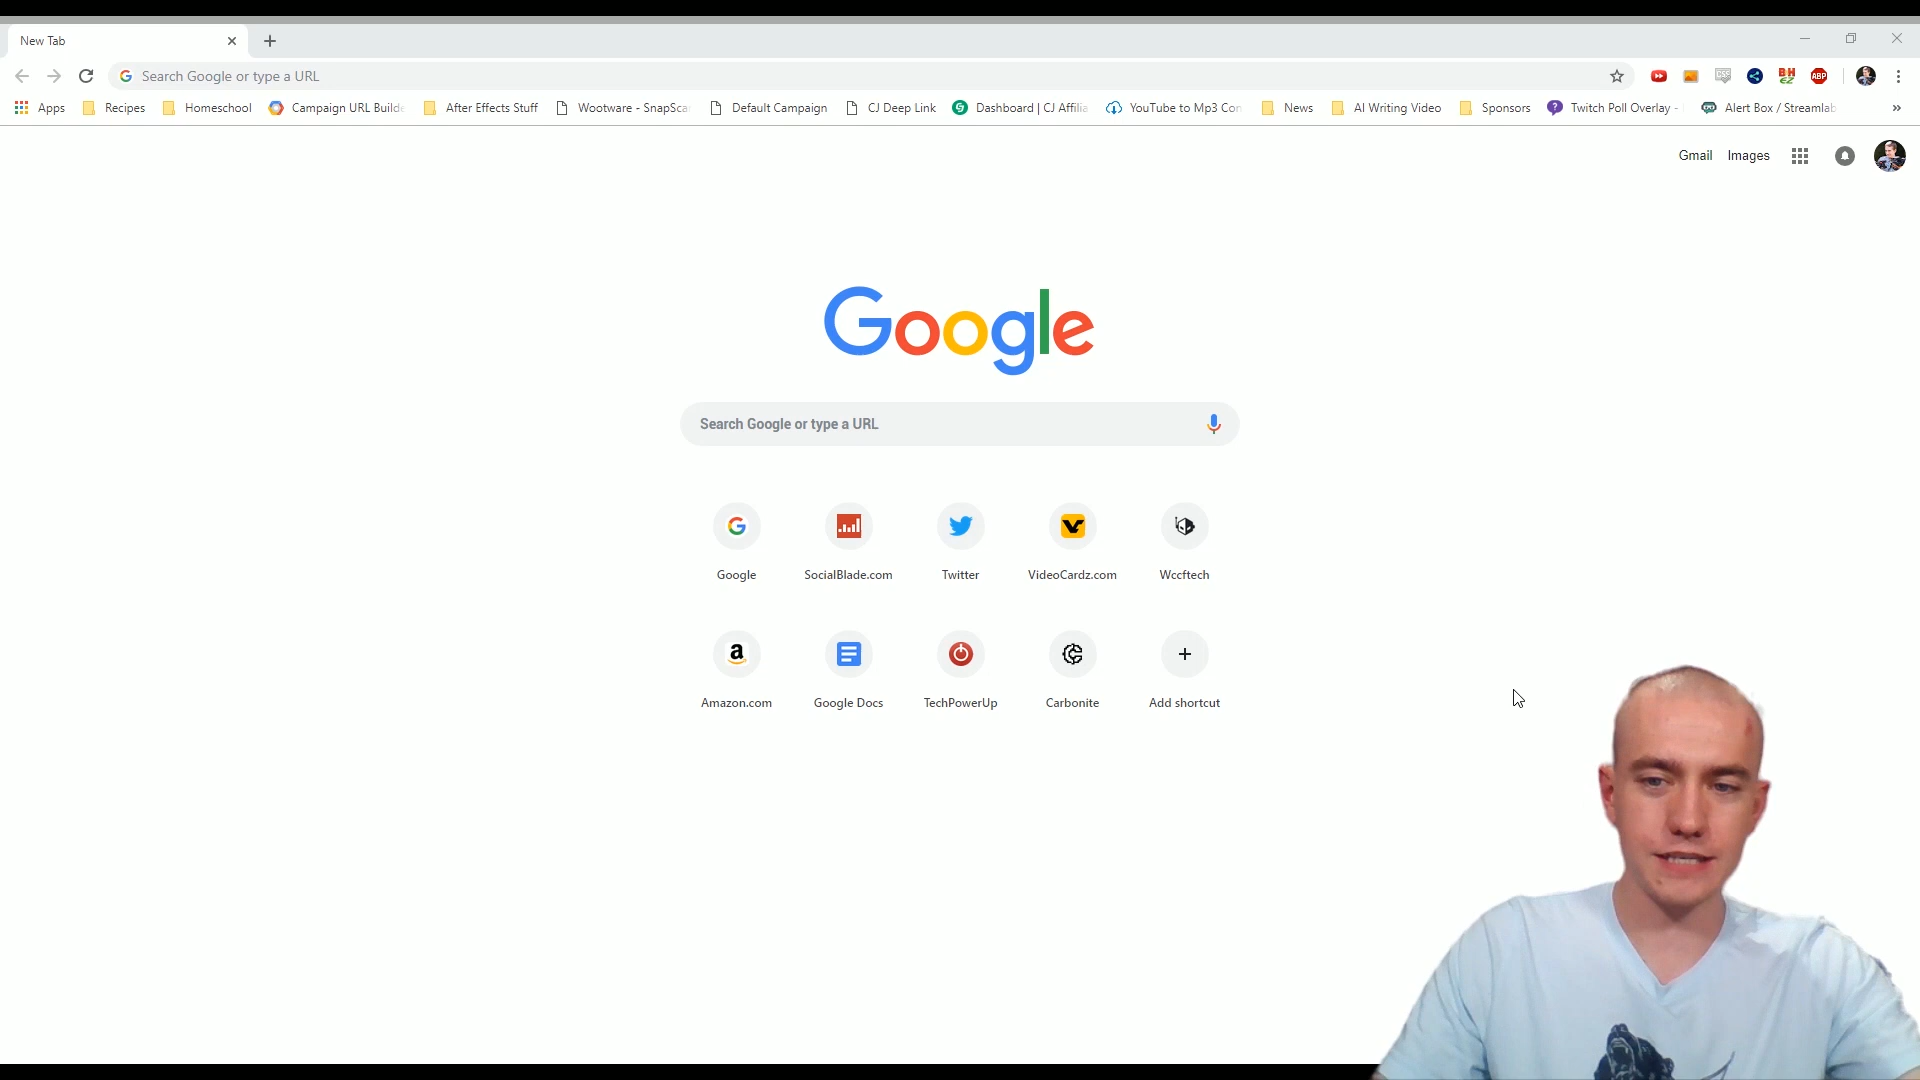 New Tab
Search Google or type a URL
Apps Recipes Homeschool Campaign URL Builde After Effects Stuff Wootware - SnapSca Default Campaign CJ Deep Link Dashboard | CJ Affilia YouTube to Mp3 Con News AI Writing Video Sponsors Twitch Poll Overlay - Alert Box / Streamlab »
Gmail Images
Google
Search Google or type a URL
Google SocialBlade.com Twitter VideoCardz.com Wccftech
Amazon.com Google Docs TechPowerUp Carbonite Add shortcut